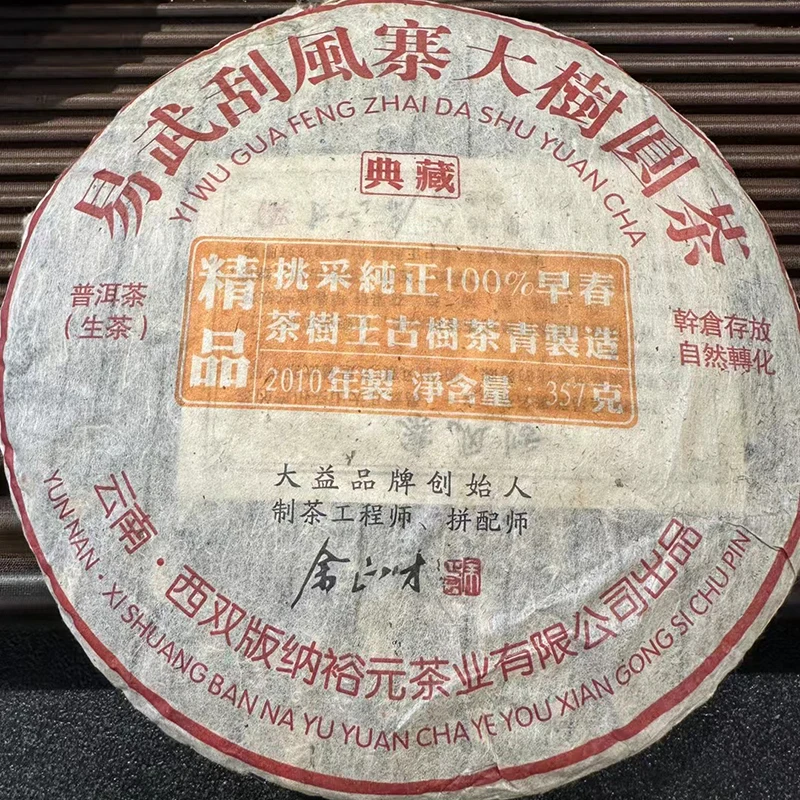 易武刮風寨大樹圓茶
YI WU GUA FENG ZHAI DA SHU YUAN CHA
典藏
普洱茶
(生茶)
精品
挑采純正100%早春
茶樹王古樹茶青製造
2010年製 淨含量 357克
幹倉存放
自然轉化
大益品牌创始人
制茶工程师、拼配师
云南·西双版纳裕元茶业有限公司出品
YUN NAN · XI SHUANG BAN NA YU YUAN CHA YE YOU XIAN GONG SI CHU PIN